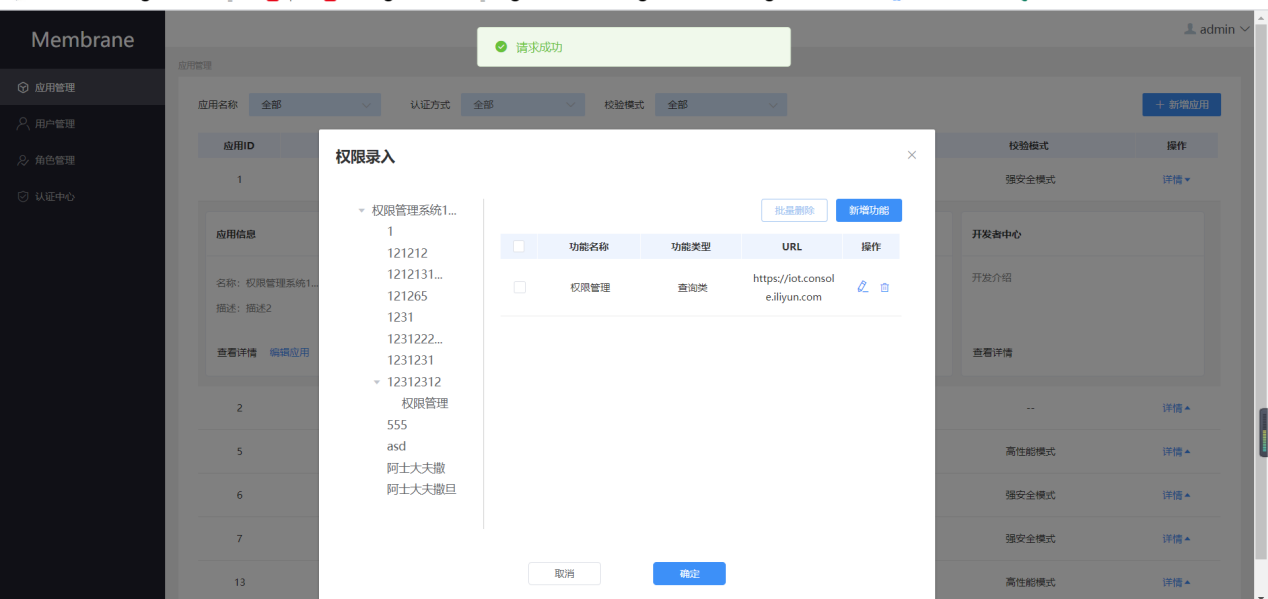 Membrane
admin
请求成功
应用管理
应用管理
用户管理
角色管理
认证中心
应用名称 全部 认证方式 全部 校验模式 全部 + 新增应用
应用ID 校验模式 操作
1 强安全模式 详情
应用信息
名称：权限管理系统1...
描述：描述2
查看详情 编辑应用
开发者中心
开发介绍
查看详情
2 -- 详情
5 高性能模式 详情
6 强安全模式 详情
7 强安全模式 详情
13 高性能模式 详情
权限录入
权限管理系统1...
1
121212
1212131...
121265
1231
1231222...
1231231
12312312
权限管理
555
asd
阿士大夫撒
阿士大夫撒旦
批量删除 新增功能
功能名称 功能类型 URL 操作
权限管理 查询类 https://iot.consol
e.iliyun.com
取消 确定